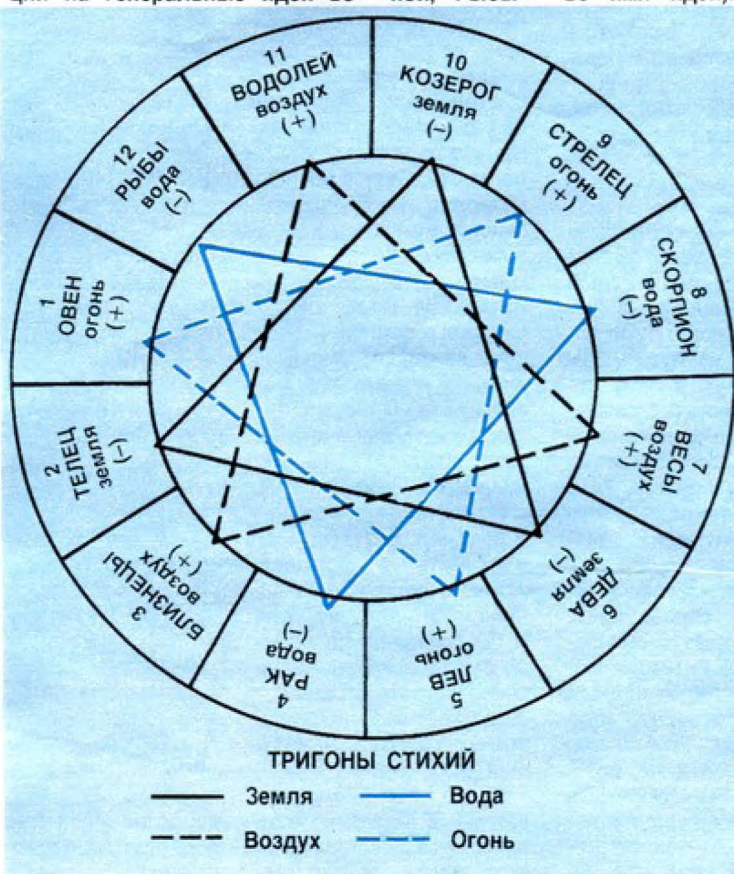 1
ОВЕН
огонь
(+)
2
ТЕЛЕЦ
земля
(–)
3
БЛИЗНЕЦЫ
воздух
(+)
4
РАК
вода
(–)
5
ЛЕВ
огонь
(+)
6
ДЕВА
земля
(–)
7
ВЕСЫ
воздух
(+)
8
СКОРПИОН
вода
(–)
9
СТРЕЛЕЦ
огонь
(+)
10
КОЗЕРОГ
земля
(–)
11
ВОДОЛЕЙ
воздух
(+)
12
РЫБЫ
вода
(–)
ТРИГОНЫ СТИХИЙ
Земля Вода
Воздух Огонь